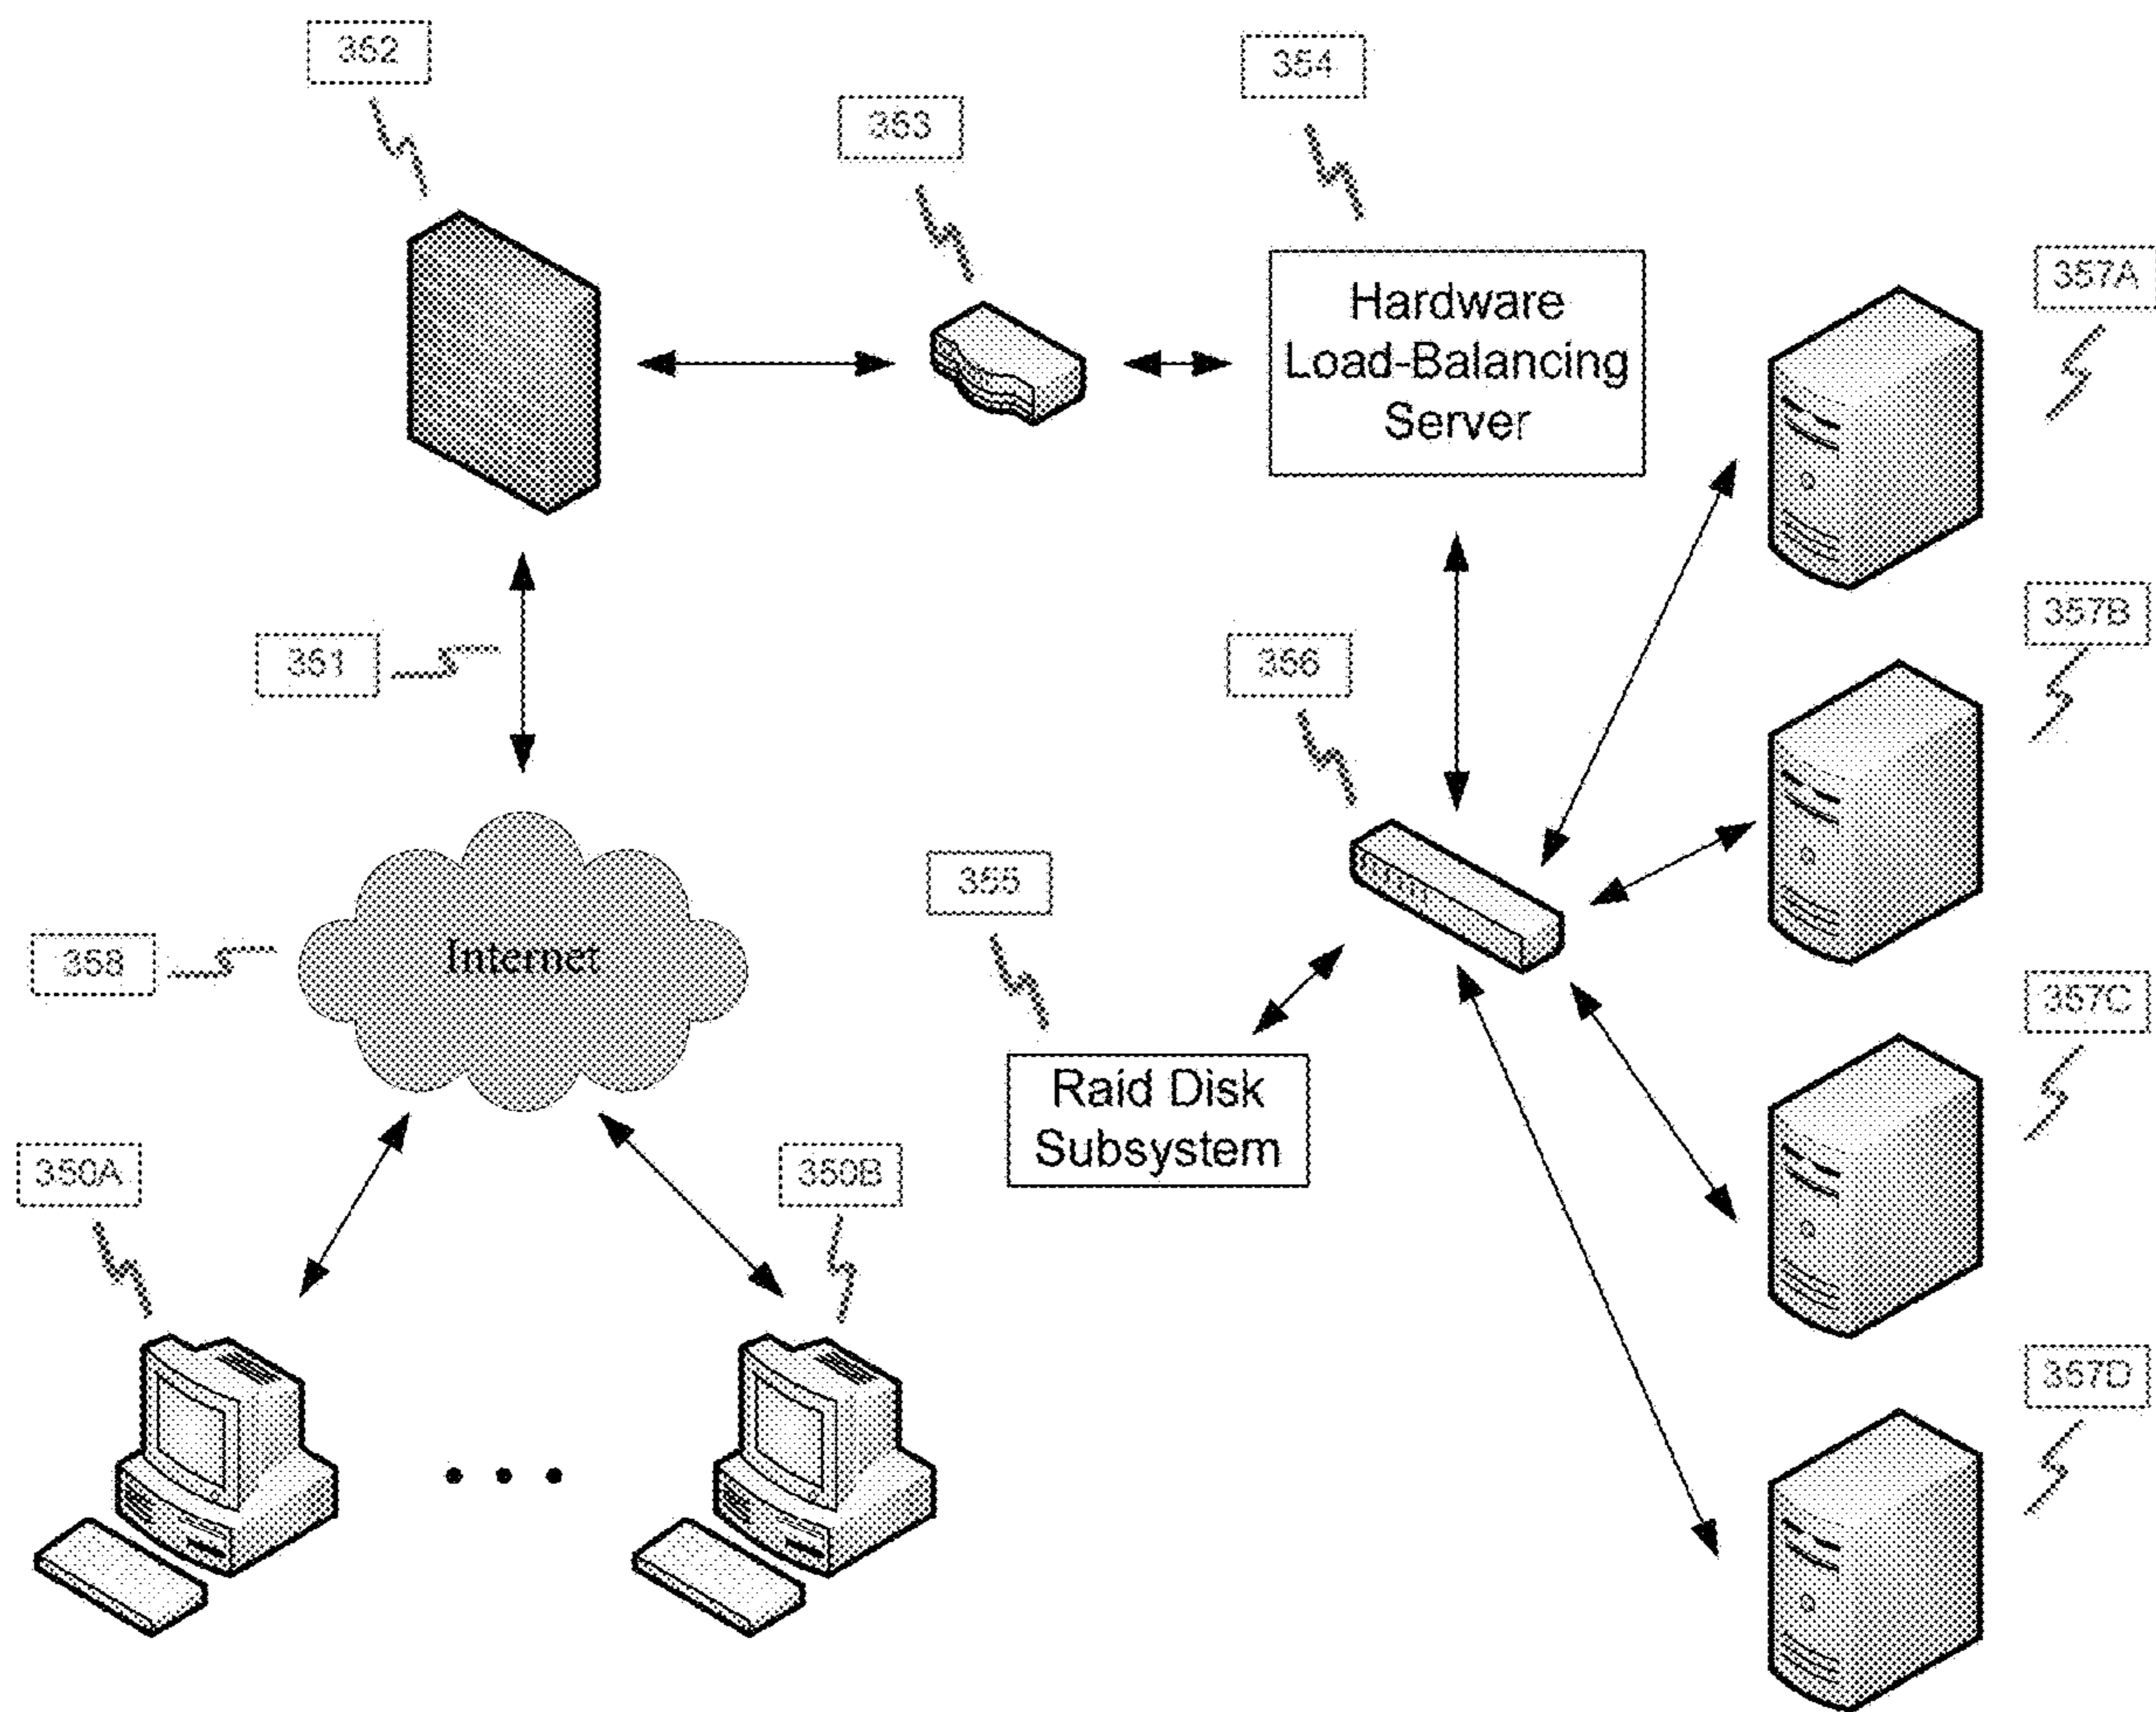 352
353
354
Hardware
Load-Balancing
Server
357A
351
356
357B
358
Internet
355
Raid Disk
Subsystem
357C
350A
350B
357D